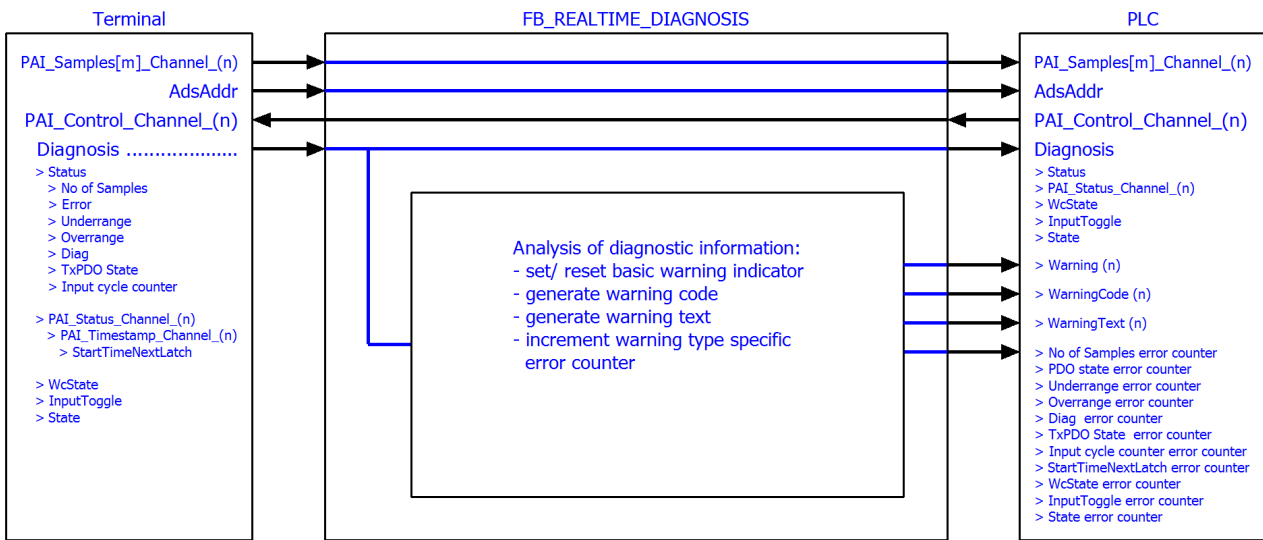 Terminal
PAI_Samples[m]_Channel_(n)
AdsAddr
PAI_Control_Channel_(n)
Diagnosis ....................
> Status
> No of Samples
> Error
> Underrange
> Overrange
> Diag
> TxPDO State
> Input cycle counter
> PAI_Status_Channel_(n)
> PAI_Timestamp_Channel_(n)
> StartTimeNextLatch
> WcState
> InputToggle
> State
FB_REALTIME_DIAGNOSIS
Analysis of diagnostic information:
- set/ reset basic warning indicator
- generate warning code
- generate warning text
- increment warning type specific
error counter
PLC
PAI_Samples[m]_Channel_(n)
AdsAddr
PAI_Control_Channel_(n)
Diagnosis
> Status
> PAI_Status_Channel_(n)
> WcState
> InputToggle
> State
> Warning (n)
> WarningCode (n)
> WarningText (n)
> No of Samples error counter
> PDO state error counter
> Underrange error counter
> Overrange error counter
> Diag  error counter
> TxPDO State  error counter
> Input cycle counter error counter
> StartTimeNextLatch error counter
> WcState error counter
> InputToggle error counter
> State error counter